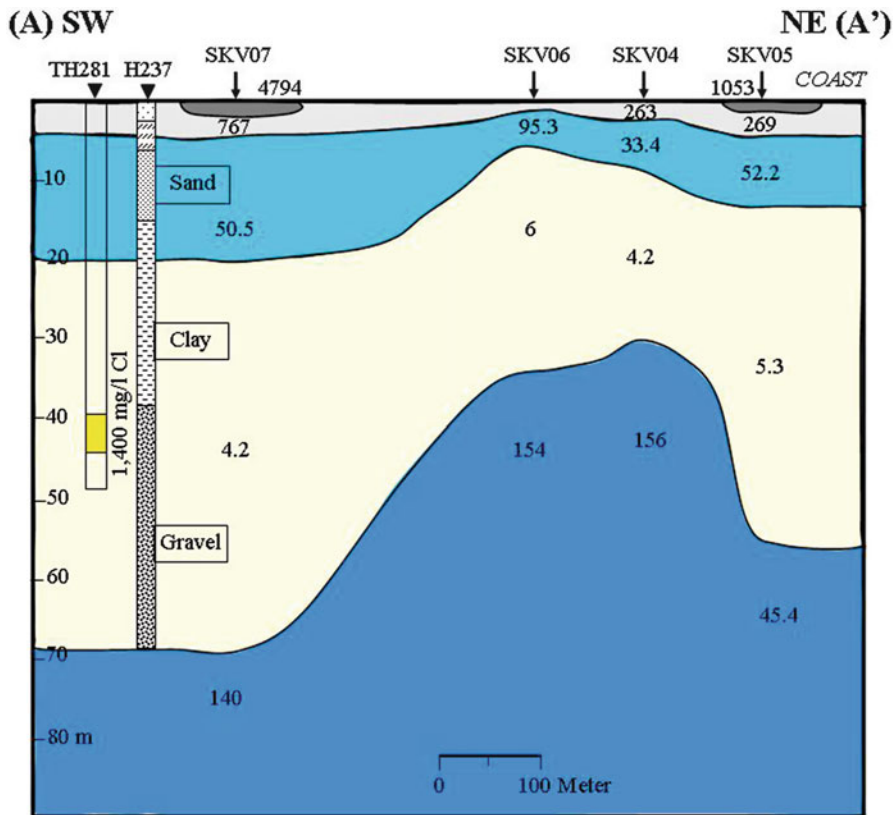 (A) SW NE (A’)
SKV07 SKV06 SKV04 SKV05
TH281 H237 4794 1053 COAST
767 263 269
95.3
33.4
52.2
10
Sand
50.5 6
20 4.2
30
Clay
5.3
40
1,400 mg/l Cl
4.2 154 156
50
Gravel
60
45.4
70
140
80 m
0 100 Meter